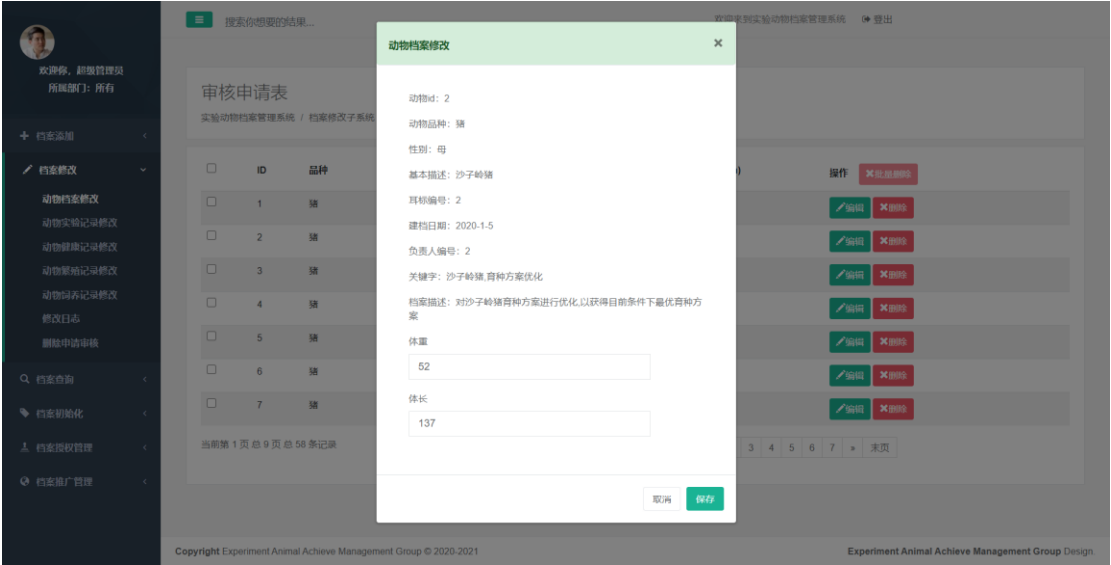 欢迎你，超级管理员
所属部门：所有
档案添加
档案修改
动物档案修改
动物实验记录修改
动物健康记录修改
动物繁殖记录修改
动物饲养记录修改
修改日志
删除申请审核
档案查询
档案初始化
档案授权管理
档案推广管理
搜索你想要的结果...
欢迎来到实验动物档案管理系统 登出
审核申请表
实验动物档案管理系统 / 档案修改子系统
ID 品种 操作 批量删除
1 猪 编辑 删除
2 猪 编辑 删除
3 猪 编辑 删除
4 猪 编辑 删除
5 猪 编辑 删除
6 猪 编辑 删除
7 猪 编辑 删除
当前第 1 页 总 9 页 总 58 条记录
3 4 5 6 7 » 末页
动物档案修改 ×
动物id：2
动物品种：猪
性别：母
基本描述：沙子岭猪
耳标编号：2
建档日期：2020-1-5
负责人编号：2
关键字：沙子岭猪,育种方案优化
档案描述：对沙子岭猪育种方案进行优化,以获得目前条件下最优育种方
案
体重
52
体长
137
取消 保存
Copyright Experiment Animal Achieve Management Group © 2020-2021
Experiment Animal Achieve Management Group Design.